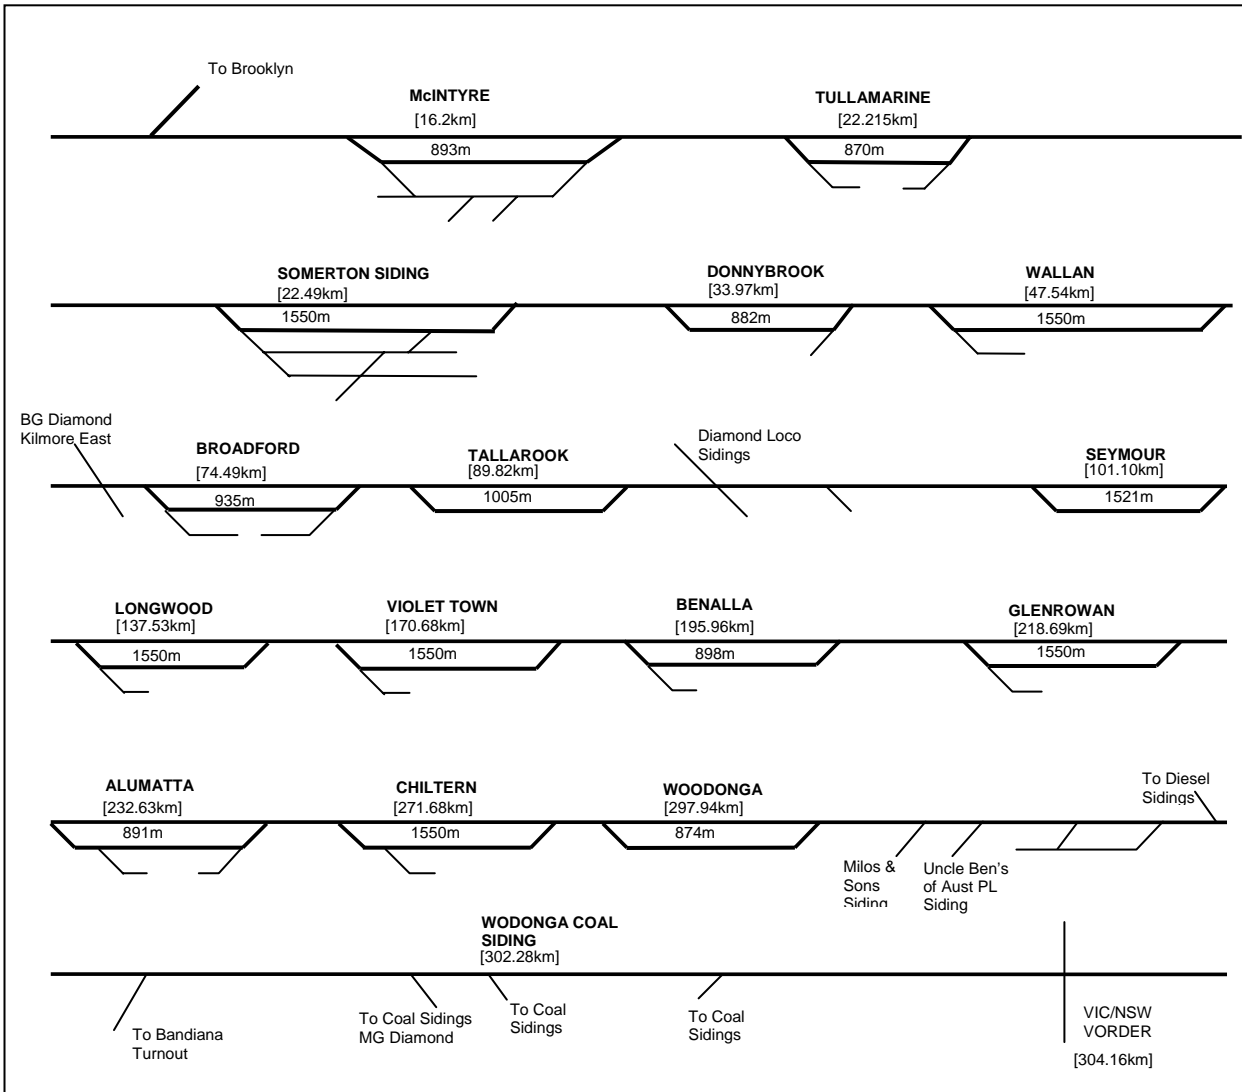 To Brooklyn
McINTYRE
[16.2km]
893m
TULLAMARINE
[22.215km]
870m
SOMERTON SIDING
[22.49km]
1550m
DONNYBROOK
[33.97km]
882m
WALLAN
[47.54km]
1550m
BG Diamond
Kilmore East
BROADFORD
[74.49km]
935m
TALLAROOK
[89.82km]
1005m
Diamond Loco
Sidings
SEYMOUR
[101.10km]
1521m
LONGWOOD
[137.53km]
1550m
VIOLET TOWN
[170.68km]
1550m
BENALLA
[195.96km]
898m
GLENROWAN
[218.69km]
1550m
ALUMATTA
[232.63km]
891m
CHILTERN
[271.68km]
1550m
WOODONGA
[297.94km]
874m
To Diesel
Sidings
Milos &
Sons
Siding
Uncle Ben's
of Aust PL
Siding
WODONGA COAL
SIDING
[302.28km]
To Bandiana
Turnout
To Coal Sidings
MG Diamond
To Coal
Sidings
To Coal
Sidings
VIC/NSW
VORDER
[304.16km]